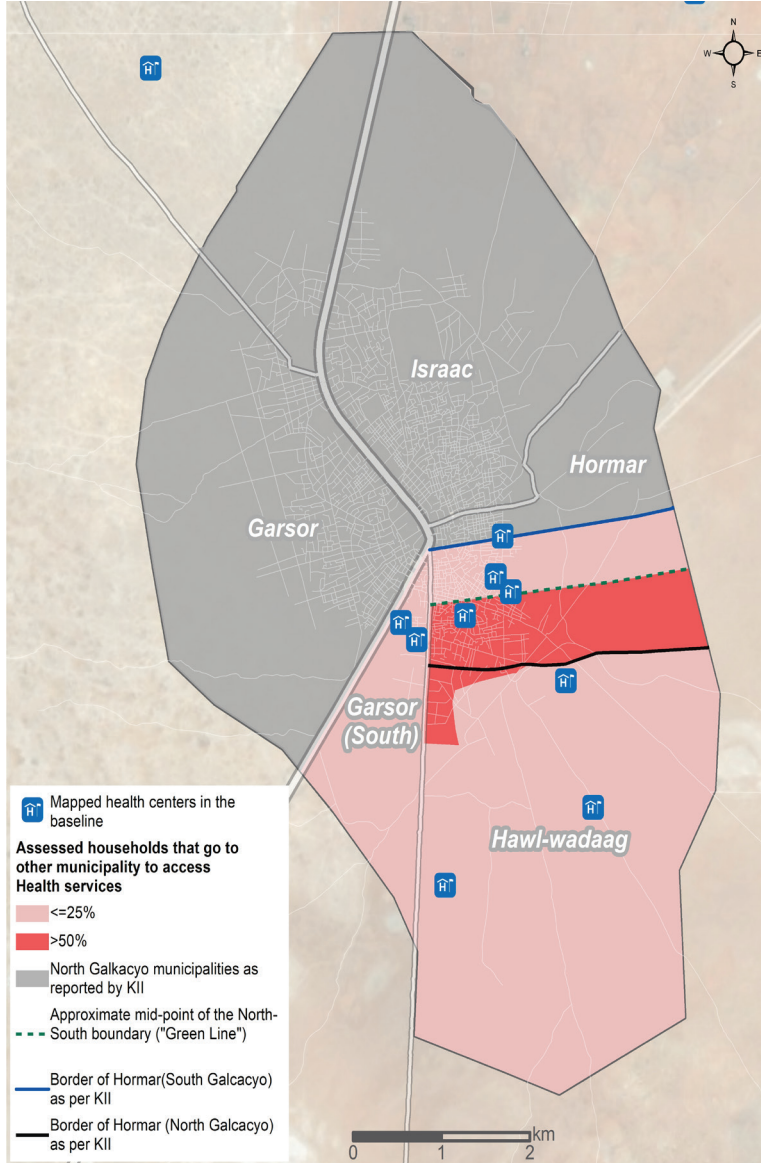 N
W
E
S
Israac
Hormar
Garsor
Garsor
(South)
Hawl-wadaag
H
Mapped health centers in the
baseline
Assessed households that go to
other municipality to access
Health services
<=25%
>50%
North Galkacyo municipalities as
reported by KII
Approximate mid-point of the North-
South boundary ("Green Line")
Border of Hormar(South Galcacyo)
as per KII
Border of Hormar (North Galcacyo)
as per KII
km
0 1 2